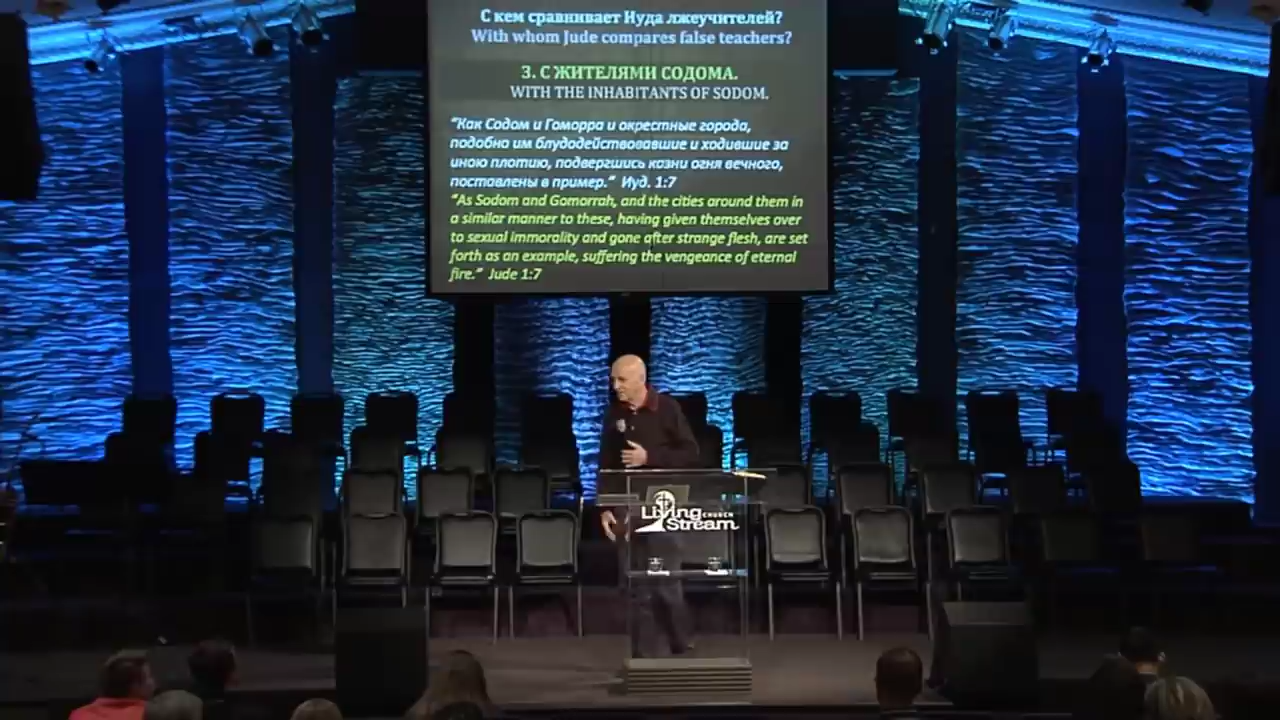 С кем сравнивает Иуда лжеучителей?
With whom Jude compares false teachers?
3. С ЖИТЕЛЯМИ СОДОМА.
WITH THE INHABITANTS OF SODOM.
“Как Содом и Гоморра и окрестные города,
подобно им блудодействовавшие и ходившие за
иною плотию, подвергшись казни огня вечного,
поставлены в пример.” Иуд. 1:7
“As Sodom and Gomorrah, and the cities around them in
a similar manner to these, having given themselves over
to sexual immorality and gone after strange flesh, are set
forth as an example, suffering the vengeance of eternal
fire.” Jude 1:7
Living CHURCH
Stream